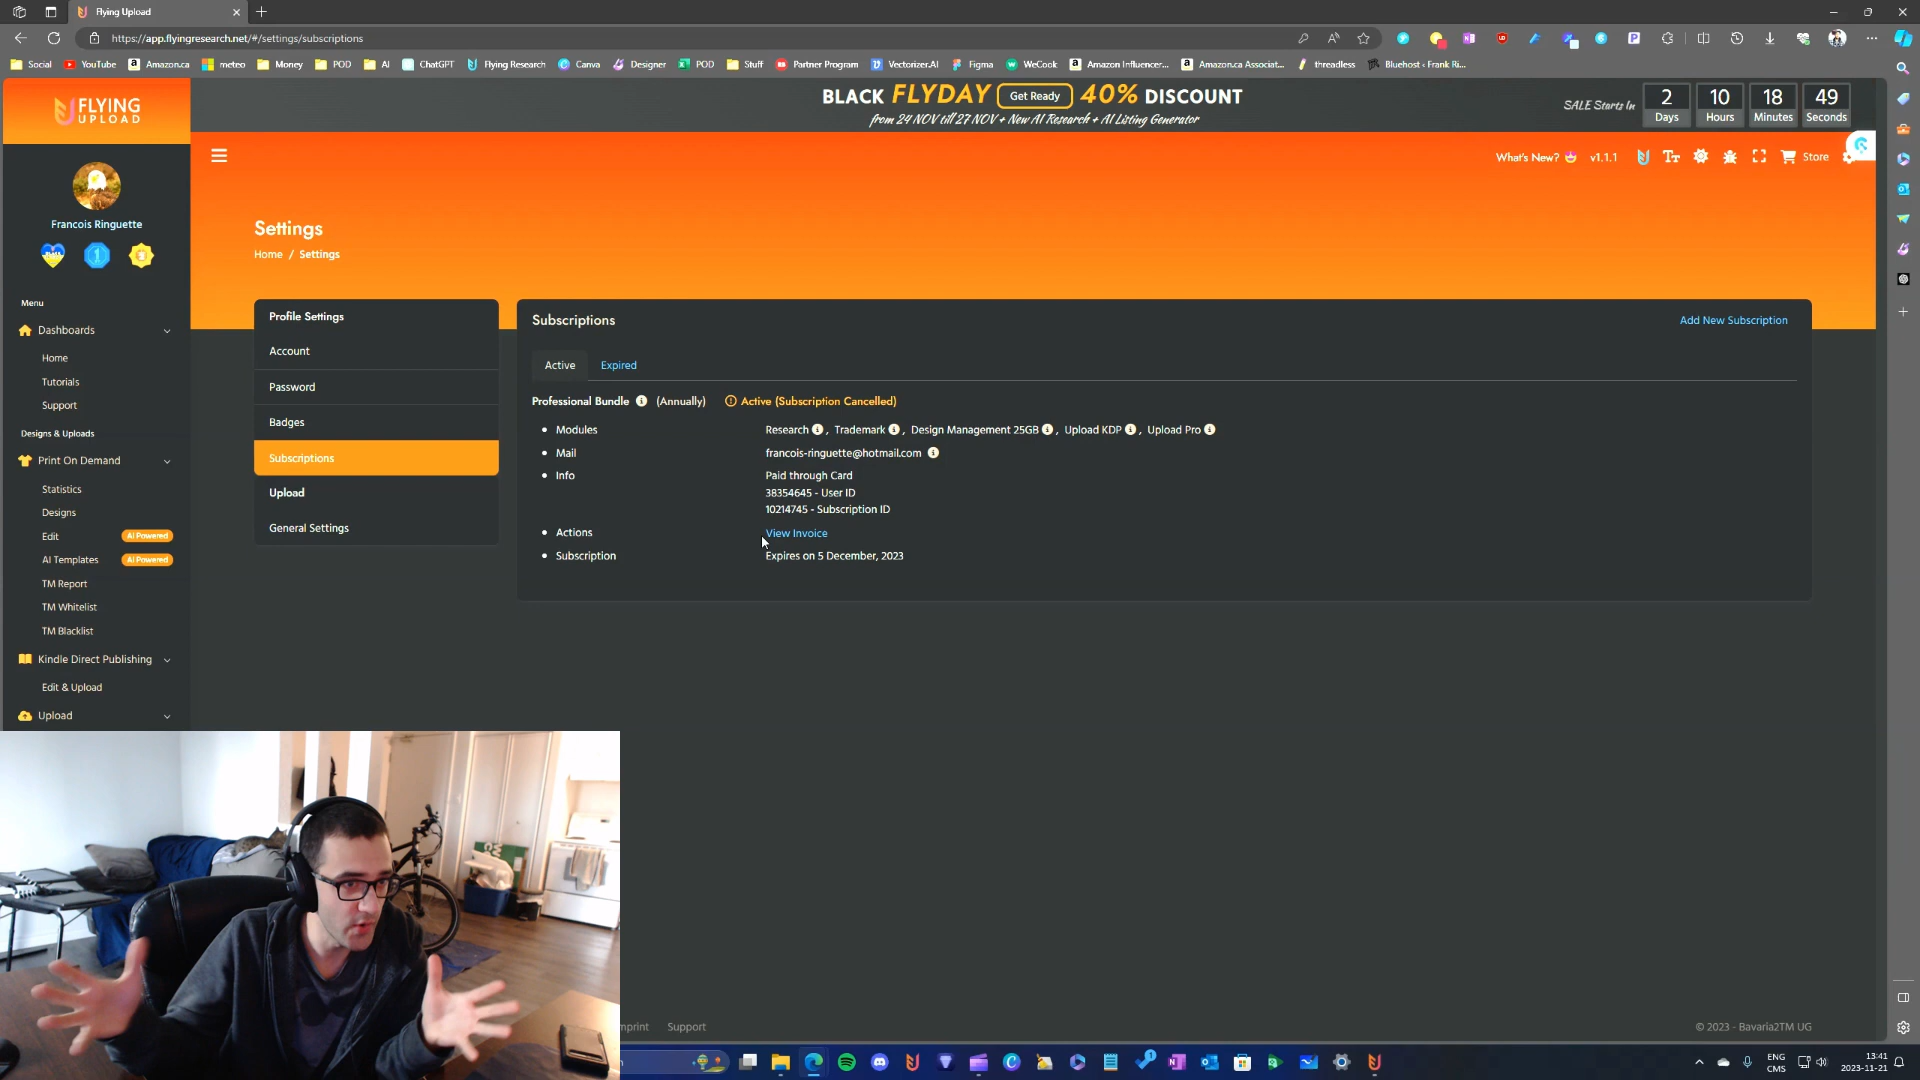 Flying Upload
https://app.flyingresearch.net/#/settings/subscriptions
Social YouTube Amazon.ca meteo Money POD AI ChatGPT Flying Research Canva Designer POD Stuff Partner Program Vectorizer.AI Figma WeCook Amazon Influencer... Amazon.ca Associat... threadless Bluehost ‹ Frank Ri...
FLYING
UPLOAD
BLACK FLYDAY Get Ready 40% DISCOUNT
from 24 NOV till 27 NOV + New AI Research + AI Listing Generator
SALE Starts In
2 10 18 49
Days Hours Minutes Seconds
What's New? v1.1.1 Store
Francois Ringuette
Settings
Home / Settings
Menu
Dashboards
Home
Tutorials
Support
Designs & Uploads
Print On Demand
Statistics
Designs
Edit AI Powered
AI Templates AI Powered
TM Report
TM Whitelist
TM Blacklist
Kindle Direct Publishing
Edit & Upload
Upload
Profile Settings
Account
Password
Badges
Subscriptions
Upload
General Settings
Subscriptions Add New Subscription
Active Expired
Professional Bundle (Annually) Active (Subscription Cancelled)
• Modules Research , Trademark , Design Management 25GB , Upload KDP , Upload Pro
• Mail francois-ringuette@hotmail.com
• Info Paid through Card
38354645 - User ID
10214745 - Subscription ID
• Actions View Invoice
• Subscription Expires on 5 December, 2023
Support © 2023 - Bavaria2TM UG
ENG
CMS
13:41
2023-11-21